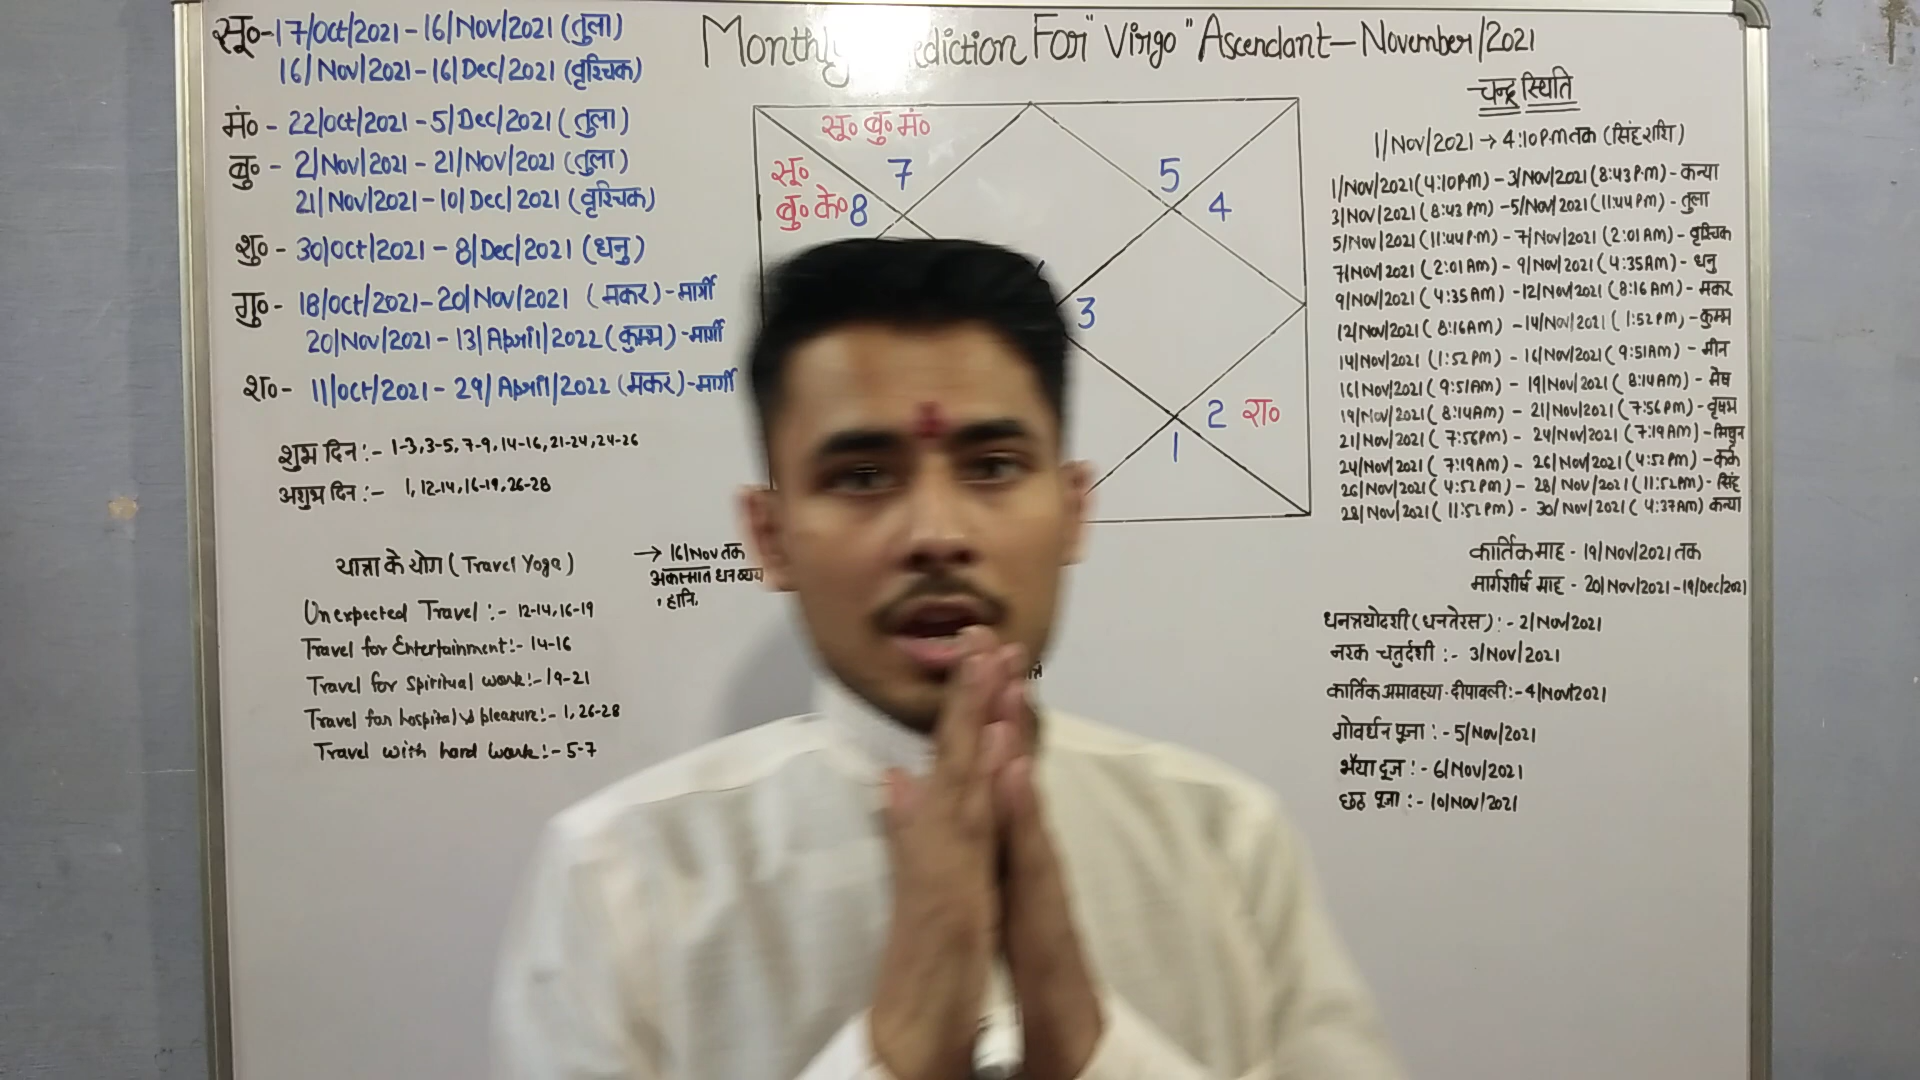 Monthly ediction For "Virgo" Ascendant - November/2021
सू० - 17/Oct/2021 - 16/Nov/2021 (तुला)
16/Nov/2021 - 16/Dec/2021 (वृश्चिक)
मं० - 22/Oct/2021 - 5/Dec/2021 (तुला)
बु० - 2/Nov/2021 - 21/Nov/2021 (तुला)
21/Nov/2021 - 10/Dec/2021 (वृश्चिक)
शु० - 30/Oct/2021 - 8/Dec/2021 (धनु)
गु० - 18/Oct/2021 - 20/Nov/2021 (मकर) - मार्गी
20/Nov/2021 - 13/April/2022 (कुम्भ) - मार्गी
श० - 11/Oct/2021 - 29/April/2022 (मकर) - मार्गी
शुभ दिन :- 1-3, 3-5, 7-9, 14-16, 21-24, 24-26
अशुभ दिन :- 1, 12-14, 16-19, 26-28
यात्रा के योग (Travel Yoga)
Unexpected Travel :- 12-14, 16-19
Travel for Entertainment :- 14-16
Travel for Spiritual work :- 19-21
Travel for hospital & pleasure :- 1, 26-28
Travel with hard work :- 5-7
→ 16/Nov तक
अकस्मात धन व्यय
हानि,
सू० बु० मं०
7
सू०
बु० के० 8
5
4
3
2 रा०
1
चन्द्र स्थिति
1/Nov/2021 → 4:10 P.m तक (सिंह राशि)
1/Nov/2021 (4:10 P.M) - 3/Nov/2021 (8:43 P.M) - कन्या
3/Nov/2021 (8:43 PM) - 5/Nov/2021 (11:44 P.M) - तुला
5/Nov/2021 (11:44 P.M) - 7/Nov/2021 (2:01 AM) - वृश्चिक
7/Nov/2021 (2:01 AM) - 9/Nov/2021 (4:35 AM) - धनु
9/Nov/2021 (4:35 AM) - 12/Nov/2021 (8:16 AM) - मकर
12/Nov/2021 (8:16 AM) - 14/Nov/2021 (1:52 PM) - कुम्भ
14/Nov/2021 (1:52 PM) - 16/Nov/2021 (9:51 AM) - मीन
16/Nov/2021 (9:51 AM) - 19/Nov/2021 (8:14 AM) - मेष
19/Nov/2021 (8:14 AM) - 21/Nov/2021 (7:56 PM) - वृषभ
21/Nov/2021 (7:56 PM) - 24/Nov/2021 (7:19 AM) - मिथुन
24/Nov/2021 (7:19 AM) - 26/Nov/2021 (4:52 PM) - कर्क
26/Nov/2021 (4:52 PM) - 28/Nov/2021 (11:52 PM) - सिंह
28/Nov/2021 (11:52 PM) - 30/Nov/2021 (4:37 AM) कन्या
कार्तिक माह - 19/Nov/2021 तक
मार्गशीर्ष माह - 20/Nov/2021 - 19/Dec/2021
धनत्रयोदशी (धनतेरस) :- 2/Nov/2021
नरक चतुर्दशी :- 3/Nov/2021
कार्तिक अमावस्या - दीपावली :- 4/Nov/2021
गोवर्धन पूजा :- 5/Nov/2021
भैया दूज :- 6/Nov/2021
छठ पूजा :- 10/Nov/2021